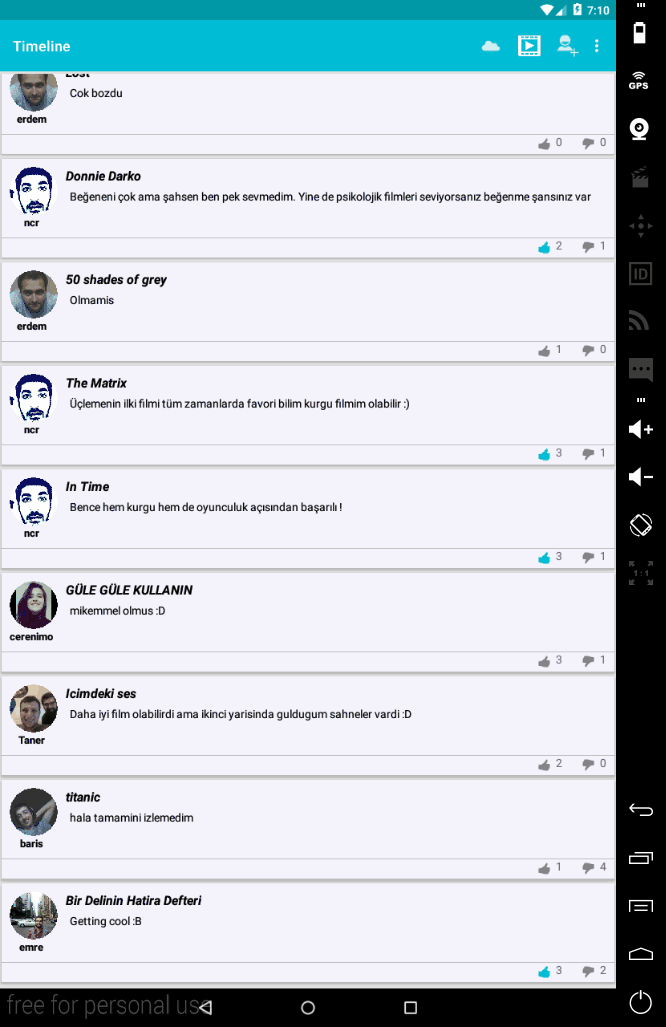 7:10
Timeline
Lost
Cok bozdu
erdem
0 0
Donnie Darko
Beğeneni çok ama şahsen ben pek sevmedim. Yine de psikolojik filmleri seviyorsanız beğenme şansınız var
ncr
2 1
50 shades of grey
Olmamis
erdem
1 0
The Matrix
Üçlemenin ilki filmi tüm zamanlarda favori bilim kurgu filmim olabilir :)
ncr
3 1
In Time
Bence hem kurgu hem de oyunculuk açısından başarılı !
ncr
3 1
GÜLE GÜLE KULLANIN
mikemmel olmus :D
cerenimo
3 1
Icimdeki ses
Daha iyi film olabilirdi ama ikinci yarisinda guldugum sahneler vardi :D
Taner
2 0
titanic
hala tamamini izlemedim
baris
1 4
Bir Delinin Hatira Defteri
Getting cool :B
emre
3 2
free for personal use
GPS
ID
1:1